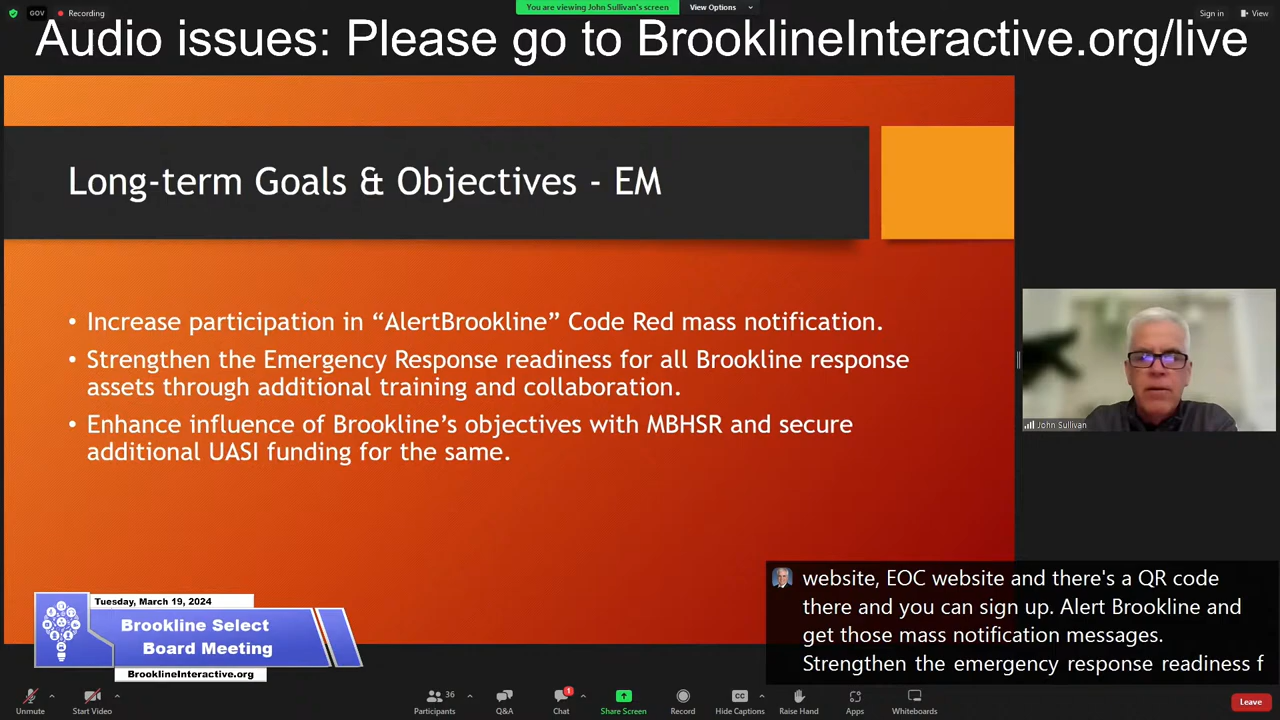 GOV
Recording
You are viewing John Sullivan's screen
View Options
Sign in
View
Audio issues: Please go to BrooklineInteractive.org/live
Long-term Goals & Objectives - EM
• Increase participation in “AlertBrookline” Code Red mass notification.
• Strengthen the Emergency Response readiness for all Brookline response
assets through additional training and collaboration.
• Enhance influence of Brookline’s objectives with MBHSR and secure
additional UASI funding for the same.
John Sullivan
website, EOC website and there's a QR code
there and you can sign up. Alert Brookline and
get those mass notification messages.
Strengthen the emergency response readiness f
Tuesday, March 19, 2024
Brookline Select
Board Meeting
BrooklineInteractive.org
Unmute
Start Video
36
Participants
Q&A
1
Chat
Share Screen
Record
CC
Hide Captions
Raise Hand
Apps
Whiteboards
Leave